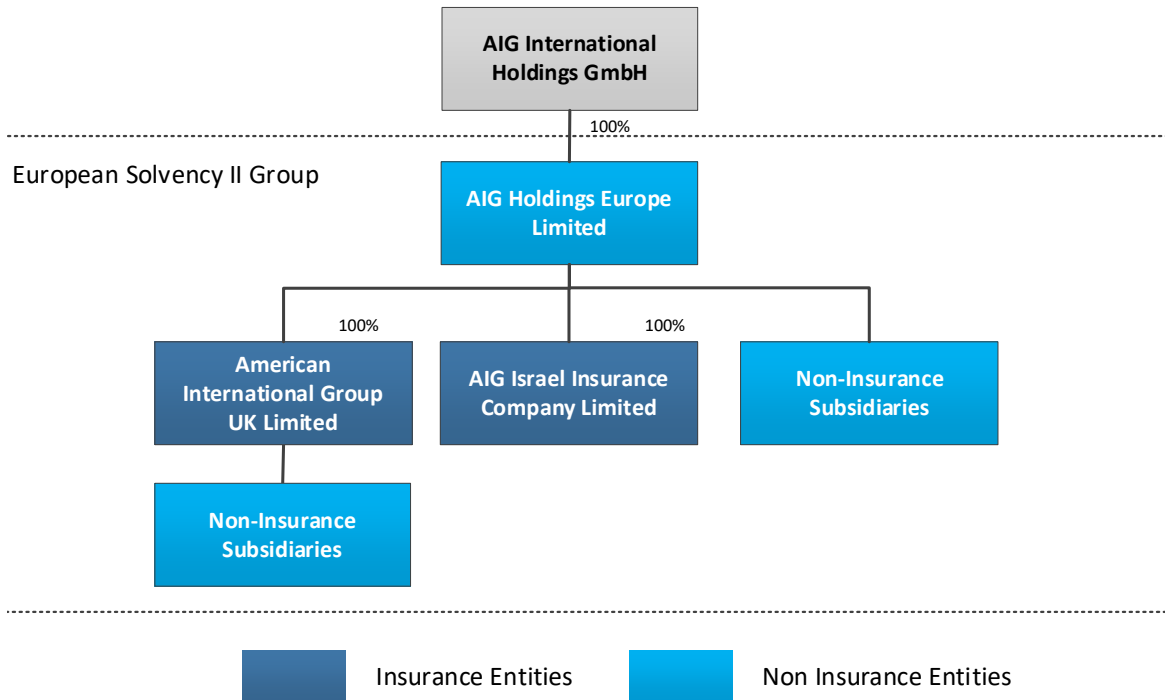 AIG International
Holdings GmbH
100%
European Solvency II Group
AIG Holdings Europe
Limited
100%
100%
American
International Group
UK Limited
AIG Israel Insurance
Company Limited
Non-Insurance
Subsidiaries
Non-Insurance
Subsidiaries
Insurance Entities
Non Insurance Entities